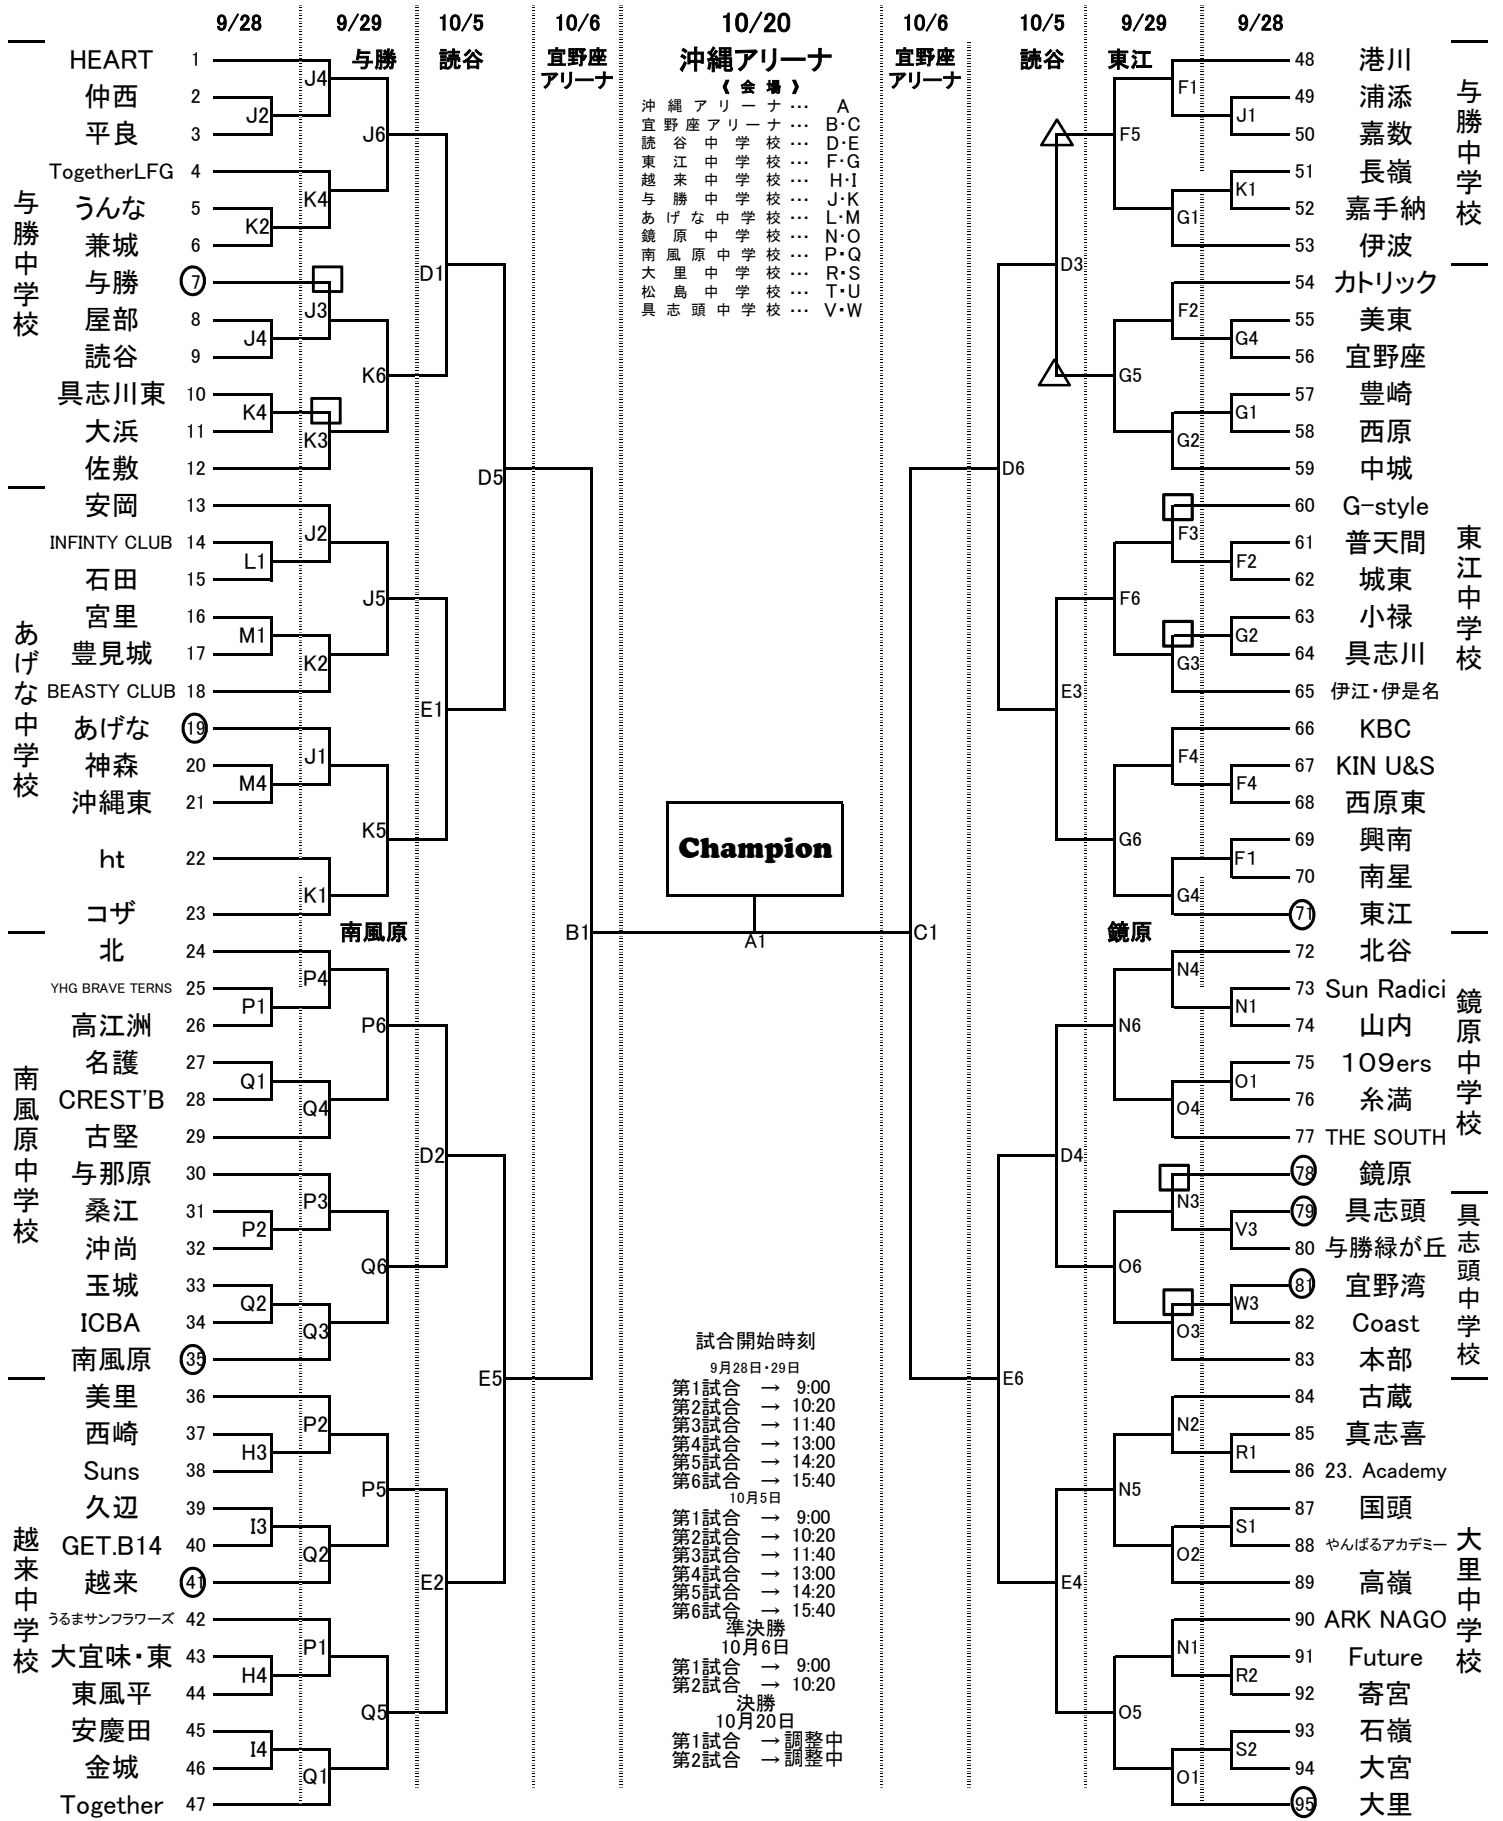 9/28 9/29 10/5 10/6 10/20 10/6 10/5 9/29 9/28
与勝 読谷 宜野座アリーナ 沖縄アリーナ 宜野座アリーナ 読谷 東江
《 会 場 》
沖縄アリーナ… A
宜野座アリーナ… B・C
読谷中学校… D・E
東江中学校… F・G
越来中学校… H・I
与勝中学校… J・K
あげな中学校… L・M
鏡原中学校… N・O
南風原中学校… P・Q
大里中学校… R・S
松島中学校… T・U
具志頭中学校… V・W
与勝中学校
HEART 1
仲西 2
平良 3
TogetherLFG 4
うんな 5
兼城 6
与勝 7
屋部 8
読谷 9
具志川東 10
大浜 11
佐敷 12
あげな中学校
安岡 13
INFINTY CLUB 14
石田 15
宮里 16
豊見城 17
BEASTY CLUB 18
あげな 19
神森 20
沖縄東 21
ht 22
コザ 23
南風原中学校
北 24
YHG BRAVE TERNS 25
高江洲 26
名護 27
CREST'B 28
古堅 29
与那原 30
桑江 31
沖尚 32
玉城 33
ICBA 34
南風原 35
越来中学校
美里 36
西崎 37
Suns 38
久辺 39
GET.B14 40
越来 41
うるまサンフラワーズ 42
大宜味・東 43
東風平 44
安慶田 45
金城 46
Together 47
J2
K2
J4
K4
L1
M1
M4
P1
Q1
P2
Q2
H3
I3
H4
I4
J4
K4
J3
K3
J2
K2
J1
K1
南風原
P4
Q4
P3
Q3
P2
Q2
P1
Q1
J6
K6
J5
K5
P6
Q6
P5
Q5
D1
E1
D2
E2
D5
E5
B1
Champion
A1
C1
D6
E6
D3
E3
D4
E4
F5
G5
F6
G6
鏡原
N6
O6
N5
O5
F1
G1
F2
G2
F3
G3
F4
G4
N4
O4
N3
O3
N2
O2
N1
O1
J1
K1
G4
G1
F2
G2
F4
F1
N1
O1
V3
W3
R1
S1
R2
S2
与勝中学校
48 港川
49 浦添
50 嘉数
51 長嶺
52 嘉手納
53 伊波
東江中学校
54 カトリック
55 美東
56 宜野座
57 豊崎
58 西原
59 中城
60 G-style
61 普天間
62 城東
63 小禄
64 具志川
65 伊江・伊是名
66 KBC
67 KIN U&S
68 西原東
69 興南
70 南星
71 東江
鏡原中学校
72 北谷
73 Sun Radici
74 山内
75 109ers
76 糸満
77 THE SOUTH
78 鏡原
具志頭中学校
79 具志頭
80 与勝緑が丘
81 宜野湾
82 Coast
83 本部
大里中学校
84 古蔵
85 真志喜
86 23. Academy
87 国頭
88 やんばるアカデミー
89 高嶺
90 ARK NAGO
91 Future
92 寄宮
93 石嶺
94 大宮
95 大里
試合開始時刻
9月28日・29日
第1試合 → 9:00
第2試合 → 10:20
第3試合 → 11:40
第4試合 → 13:00
第5試合 → 14:20
第6試合 → 15:40
10月5日
第1試合 → 9:00
第2試合 → 10:20
第3試合 → 11:40
第4試合 → 13:00
第5試合 → 14:20
第6試合 → 15:40
準決勝
10月6日
第1試合 → 9:00
第2試合 → 10:20
決勝
10月20日
第1試合 → 調整中
第2試合 → 調整中